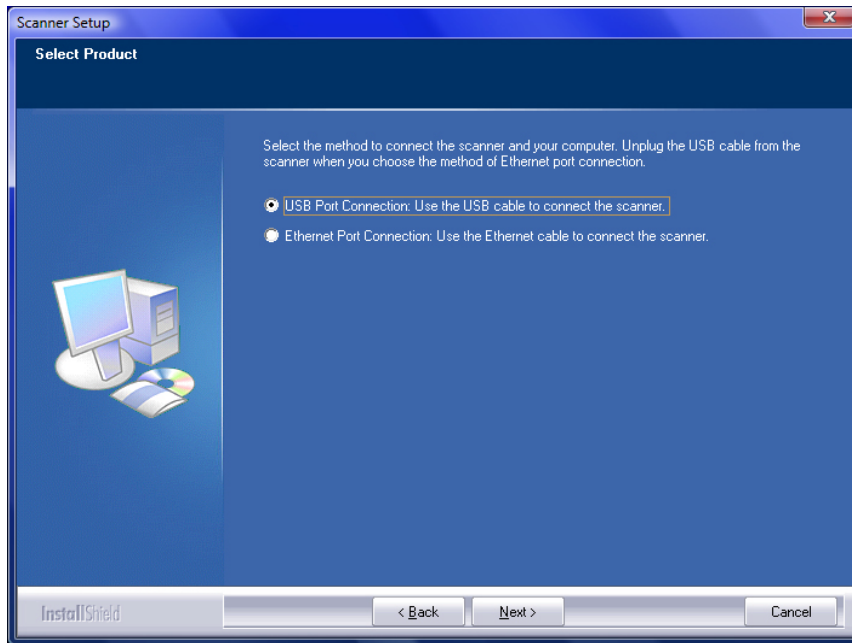 Scanner Setup
Select Product
Select the method to connect the scanner and your computer. Unplug the USB cable from the
scanner when you choose the method of Ethernet port connection.
USB Port Connection: Use the USB cable to connect the scanner.
Ethernet Port Connection: Use the Ethernet cable to connect the scanner.
InstallShield
< Back
Next >
Cancel